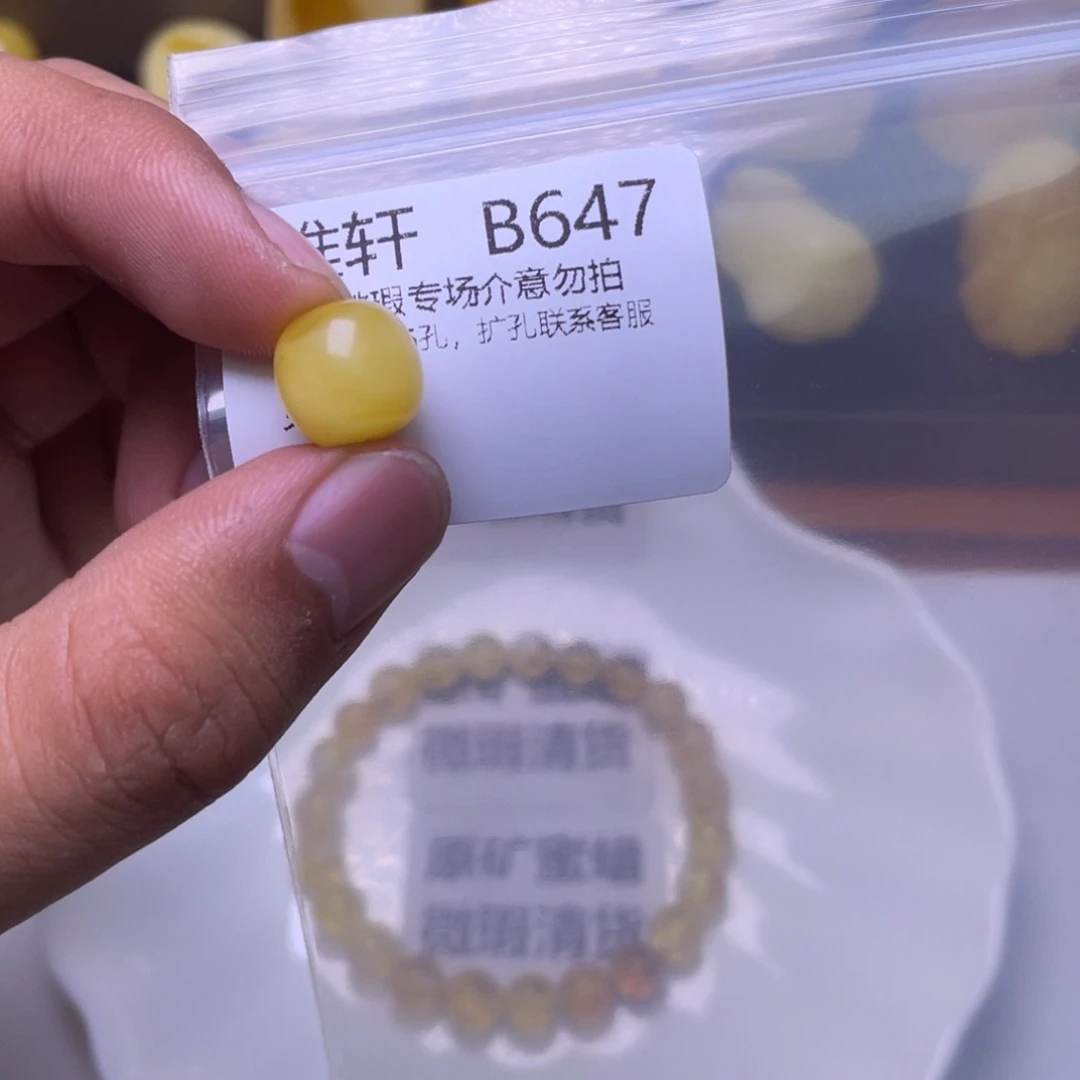 轩 B647
瑕专场介意勿拍
孔，扩孔联系客服
微瑕清货
原矿蜜蜡
微瑕清货